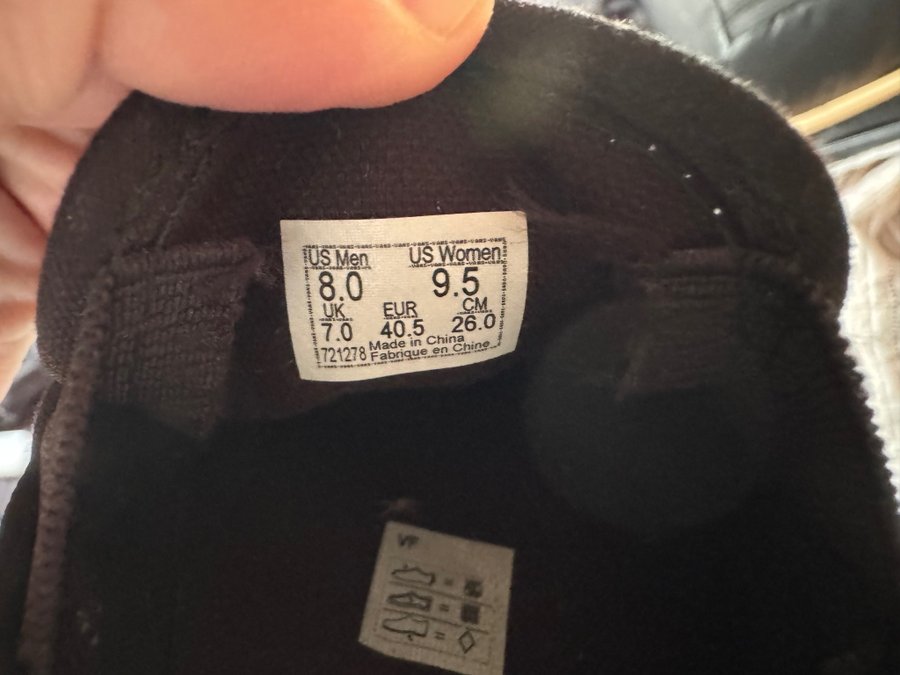 US Men US Women
8.0 9.5
UK EUR CM
7.0 40.5 26.0
721278 Made in China
Fabrique en Chine
VF
= 
=
=